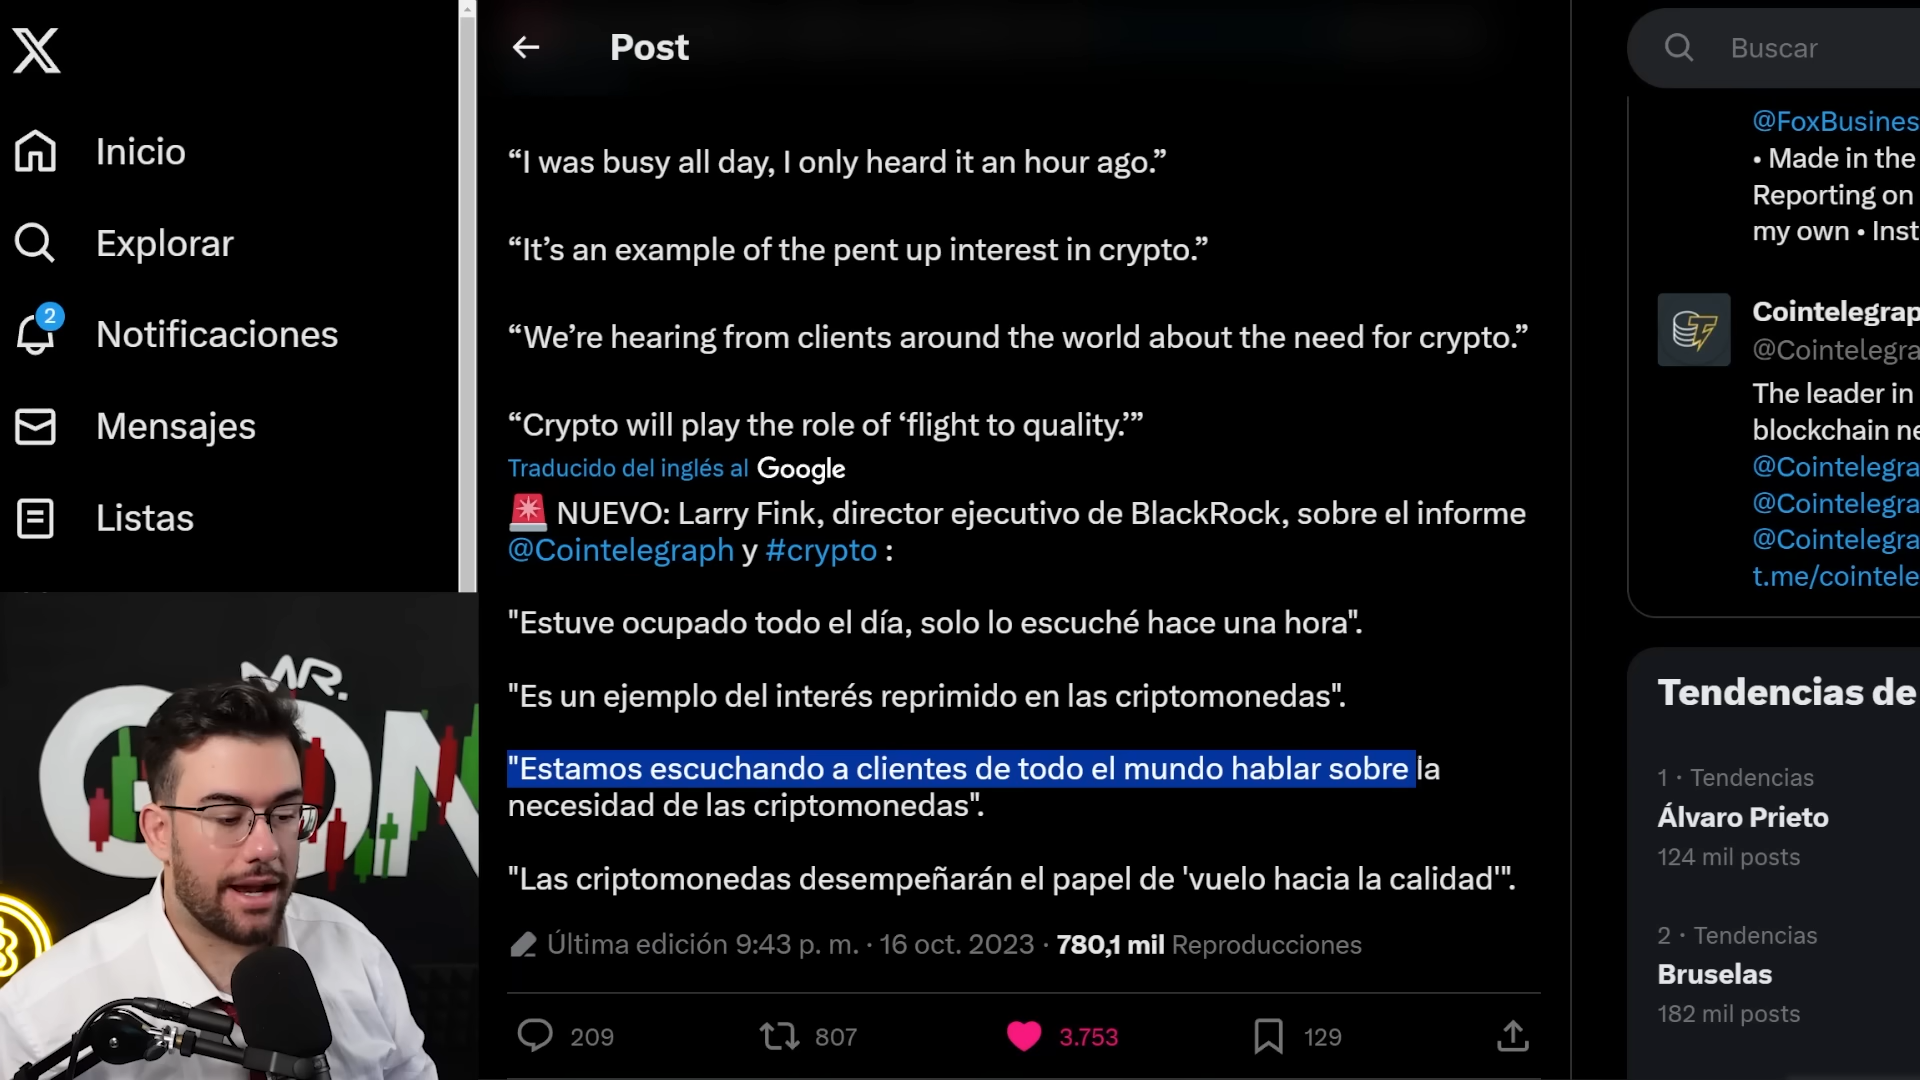 Inicio
Explorar
2
Notificaciones
Mensajes
Listas
MR.
Post
“I was busy all day, I only heard it an hour ago.”
“It’s an example of the pent up interest in crypto.”
“We’re hearing from clients around the world about the need for crypto.”
“Crypto will play the role of ‘flight to quality.’”
Traducido del inglés al Google
NUEVO: Larry Fink, director ejecutivo de BlackRock, sobre el informe
@Cointelegraph y #crypto :
"Estuve ocupado todo el día, solo lo escuché hace una hora".
"Es un ejemplo del interés reprimido en las criptomonedas".
"Estamos escuchando a clientes de todo el mundo hablar sobre la
necesidad de las criptomonedas".
"Las criptomonedas desempeñarán el papel de 'vuelo hacia la calidad'".
Última edición 9:43 p. m. · 16 oct. 2023 · 780,1 mil Reproducciones
209
807
3.753
129
Buscar
@FoxBusines
• Made in the
Reporting on
my own • Inst
Cointelegrap
@Cointelegra
The leader in
blockchain ne
@Cointelegra
@Cointelegra
@Cointelegra
t.me/cointele
Tendencias de
1 · Tendencias
Álvaro Prieto
124 mil posts
2 · Tendencias
Bruselas
182 mil posts